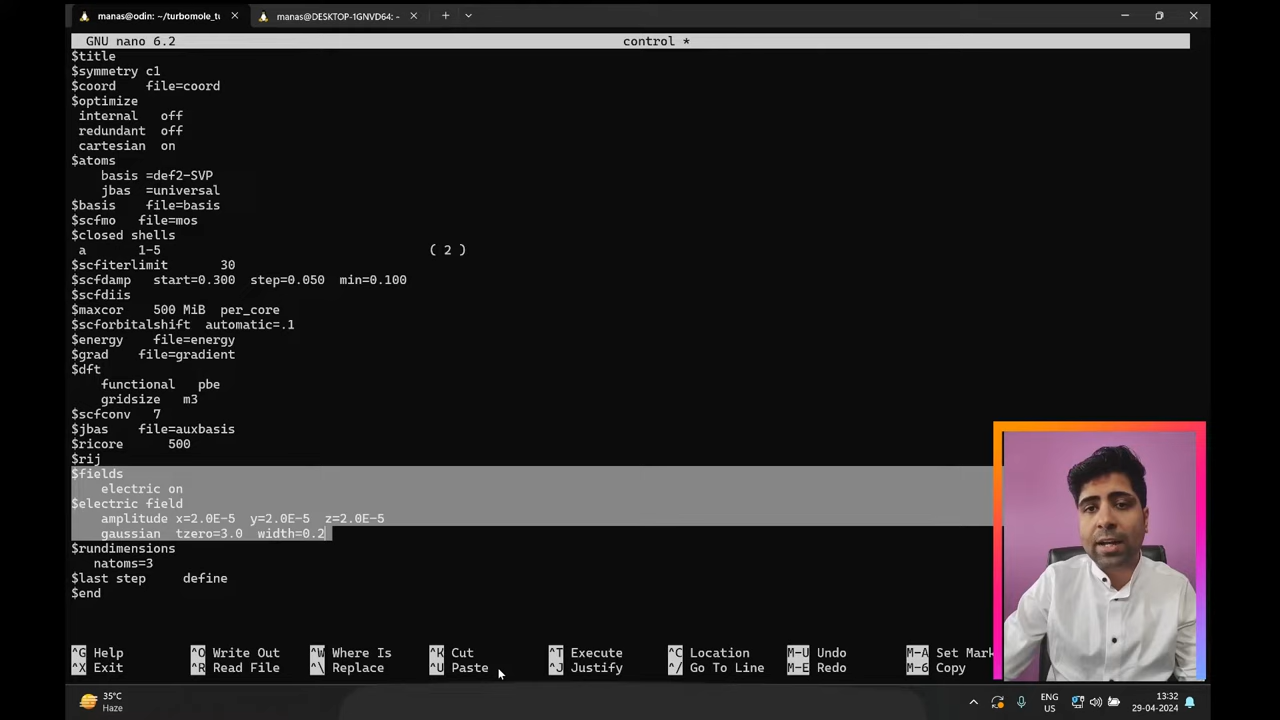 manas@odin: ~/turbomole_tu
manas@DESKTOP-1GNVD64: ~
GNU nano 6.2 control *
$title
$symmetry c1
$coord file=coord
$optimize
internal off
redundant off
cartesian on
$atoms
basis =def2-SVP
jbas =universal
$basis file=basis
$scfmo file=mos
$closed shells
a 1-5 ( 2 )
$scfiterlimit 30
$scfdamp start=0.300 step=0.050 min=0.100
$scfdiis
$maxcor 500 MiB per_core
$scforbitalshift automatic=.1
$energy file=energy
$grad file=gradient
$dft
functional pbe
gridsize m3
$scfconv 7
$jbas file=auxbasis
$ricore 500
$rij
$fields
electric on
$electric field
amplitude x=2.0E-5 y=2.0E-5 z=2.0E-5
gaussian tzero=3.0 width=0.2
$rundimensions
natoms=3
$last step define
$end
^G Help ^O Write Out ^W Where Is ^K Cut ^T Execute ^C Location M-U Undo M-A Set Mark
^X Exit ^R Read File ^\ Replace ^U Paste ^J Justify ^/ Go To Line M-E Redo M-6 Copy
35°C
Haze
ENG
US
13:32
29-04-2024